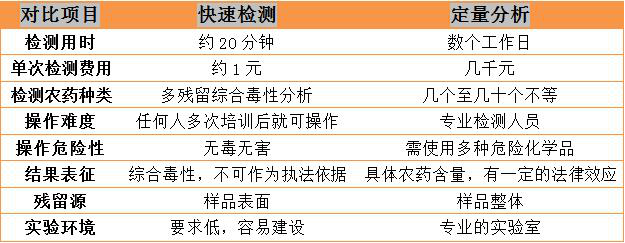 对比项目 快速检测 定量分析
检测用时 约20分钟 数个工作日
单次检测费用 约1元 几千元
检测农药种类 多残留综合毒性分析 几个至几十个不等
操作难度 任何人多次培训后就可操作 专业检测人员
操作危险性 无毒无害 需使用多种危险化学品
结果表征 综合毒性，不可作为执法依据 具体农药含量，有一定的法律效应
残留源 样品表面 样品整体
实验环境 要求低，容易建设 专业的实验室